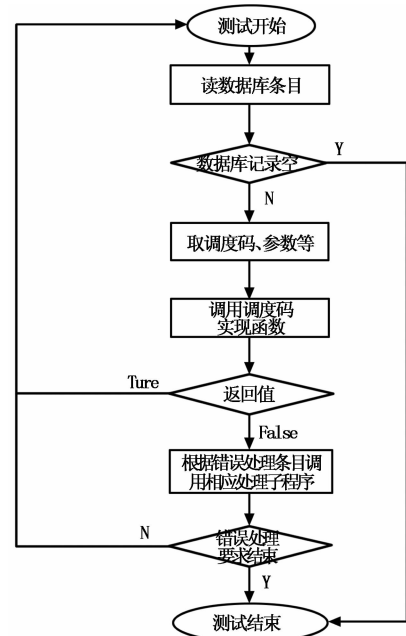 测试开始
读数据库条目
数据库记录空
Y
N
取调度码、参数等
调用调度码
实现函数
Ture
返回值
False
根据错误处理条目调
用相应处理子程序
N
错误处理
要求结束
Y
测试结束